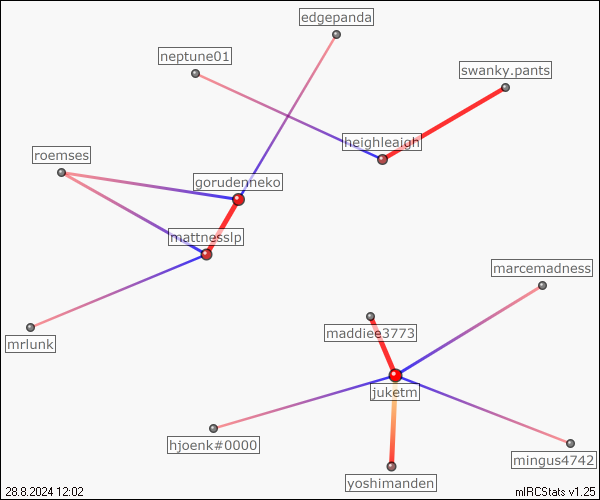 edgepanda
neptune01
swanky.pants
heighleaigh
roemses
gorudenneko
mattnesslp
marcemadness
maddiee3773
mrlunk
juketm
hjoenk#0000
mingus4742
yoshimanden
28.8.2024 12:02
mIRCStats v1.25